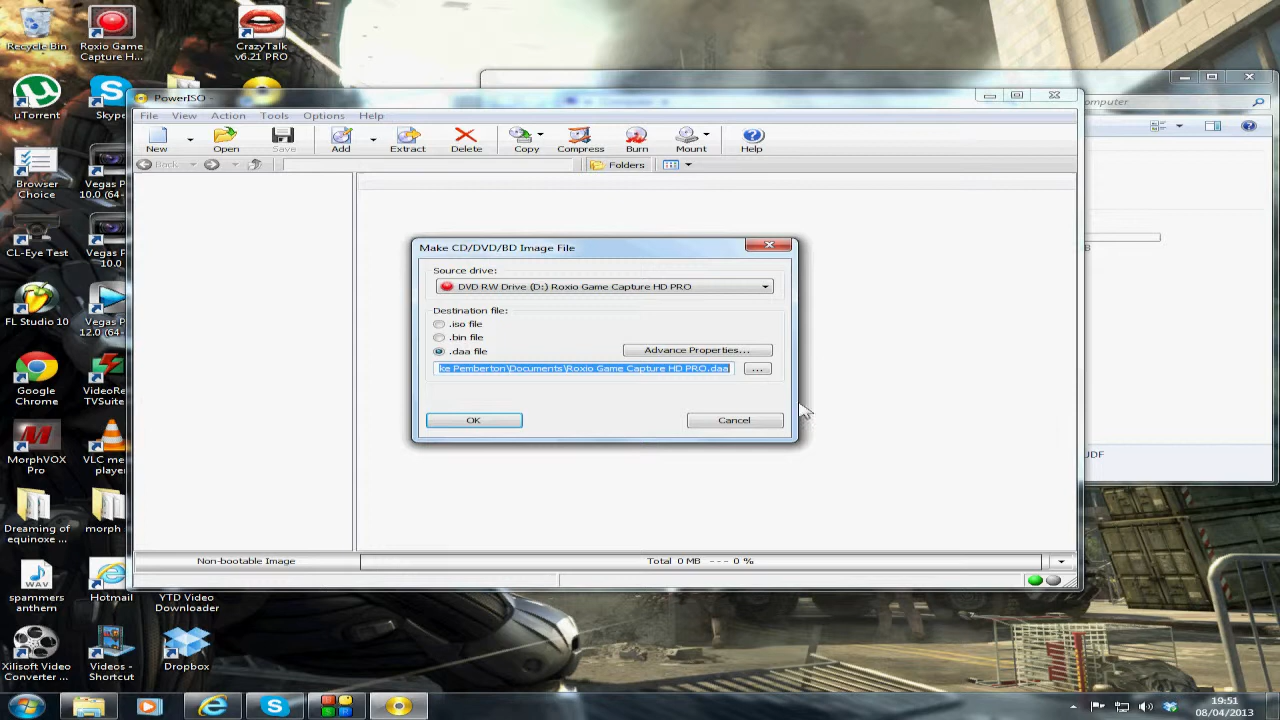 Recycle Bin
Roxio Game
Capture H...
CrazyTalk
v6.21 PRO
µTorrent
Skype
Browser
Choice
Vegas P
10.0 (64-
CL-Eye Test
Vegas P
10.0
FL Studio 10
Vegas P
12.0 (64-
Google
Chrome
VideoRe
TVSuite
MorphVOX
Pro
VLC me
player
Dreaming of
equinoxe ...
morph
spammers
anthem
Hotmail
YTD Video
Downloader
Xilisoft Video
Converter ...
Videos -
Shortcut
Dropbox
PowerISO -
File View Action Tools Options Help
New Open Save Add Extract Delete Copy Compress Burn Mount Help
Back
Folders
Make CD/DVD/BD Image File
Source drive:
DVD RW Drive (D:) Roxio Game Capture HD PRO
Destination file:
.iso file
.bin file
.daa file
Advance Properties...
ke Pemberton\Documents\Roxio Game Capture HD PRO.daa
...
OK
Cancel
Non-bootable Image
Total 0 MB --- 0 %
omputer
B
UDF
19:51
08/04/2013